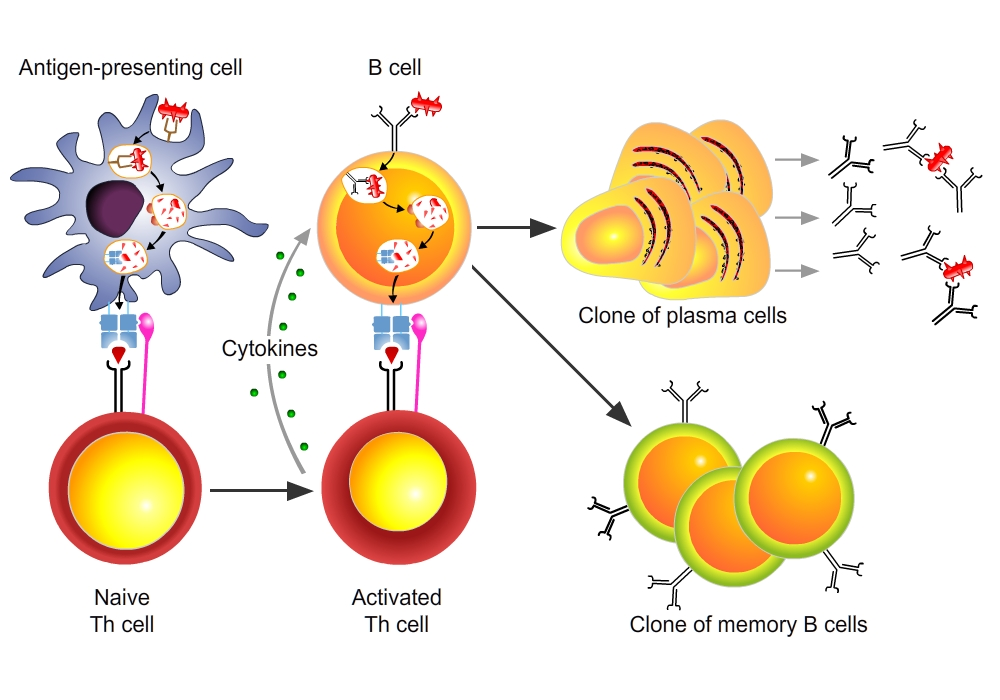 Antigen-presenting cell
B cell
Cytokines
Clone of plasma cells
Naive
Th cell
Activated
Th cell
Clone of memory B cells